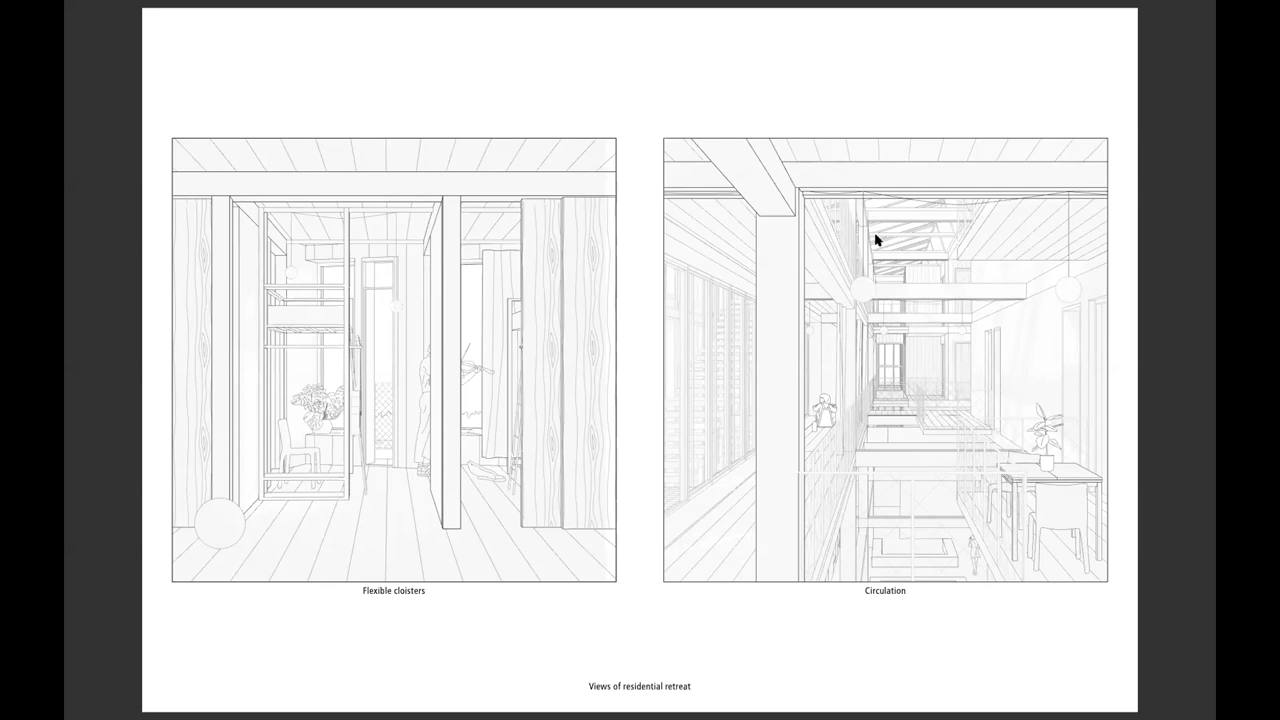 Flexible cloisters
Circulation
Views of residential retreat